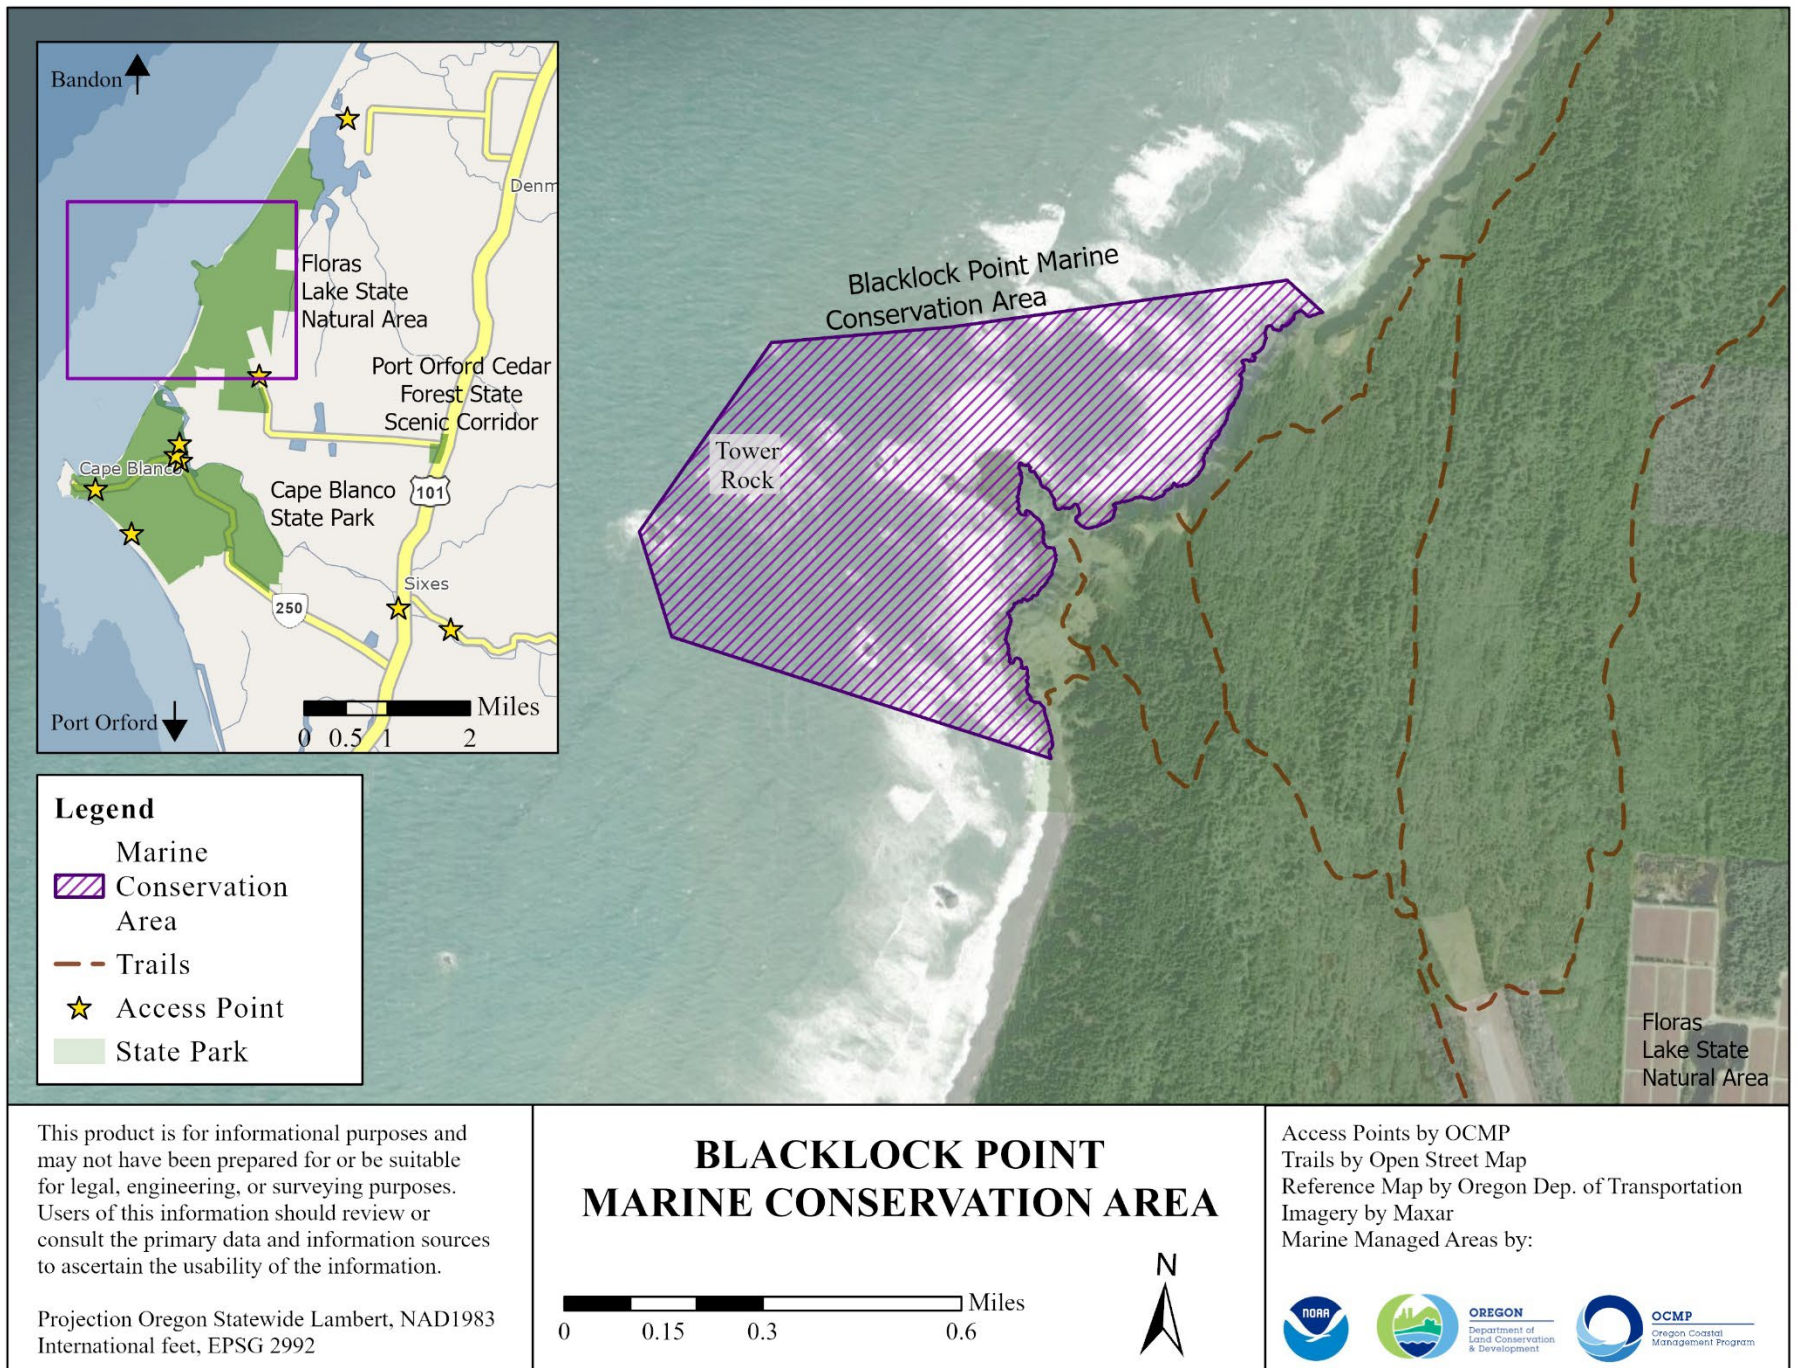 Bandon
Denm
Floras
Lake State
Natural Area
Port Orford Cedar
Forest State
Scenic Corridor
Cape Blanc
Cape Blanco
State Park
101
Sixes
250
Miles
0 0.5 1 2
Port Orford
Blacklock Point Marine
Conservation Area
Tower
Rock
Floras
Lake State
Natural Area
Legend
Marine
Conservation
Area
Trails
Access Point
State Park
This product is for informational purposes and
may not have been prepared for or be suitable
for legal, engineering, or surveying purposes.
Users of this information should review or
consult the primary data and information sources
to ascertain the usability of the information.
Projection Oregon Statewide Lambert, NAD1983
International feet, EPSG 2992
BLACKLOCK POINT
MARINE CONSERVATION AREA
N
Miles
0 0.15 0.3 0.6
Access Points by OCMP
Trails by Open Street Map
Reference Map by Oregon Dep. of Transportation
Imagery by Maxar
Marine Managed Areas by:
NOAA
OREGON
Department of
Land Conservation
& Development
OCMP
Oregon Coastal
Management Program